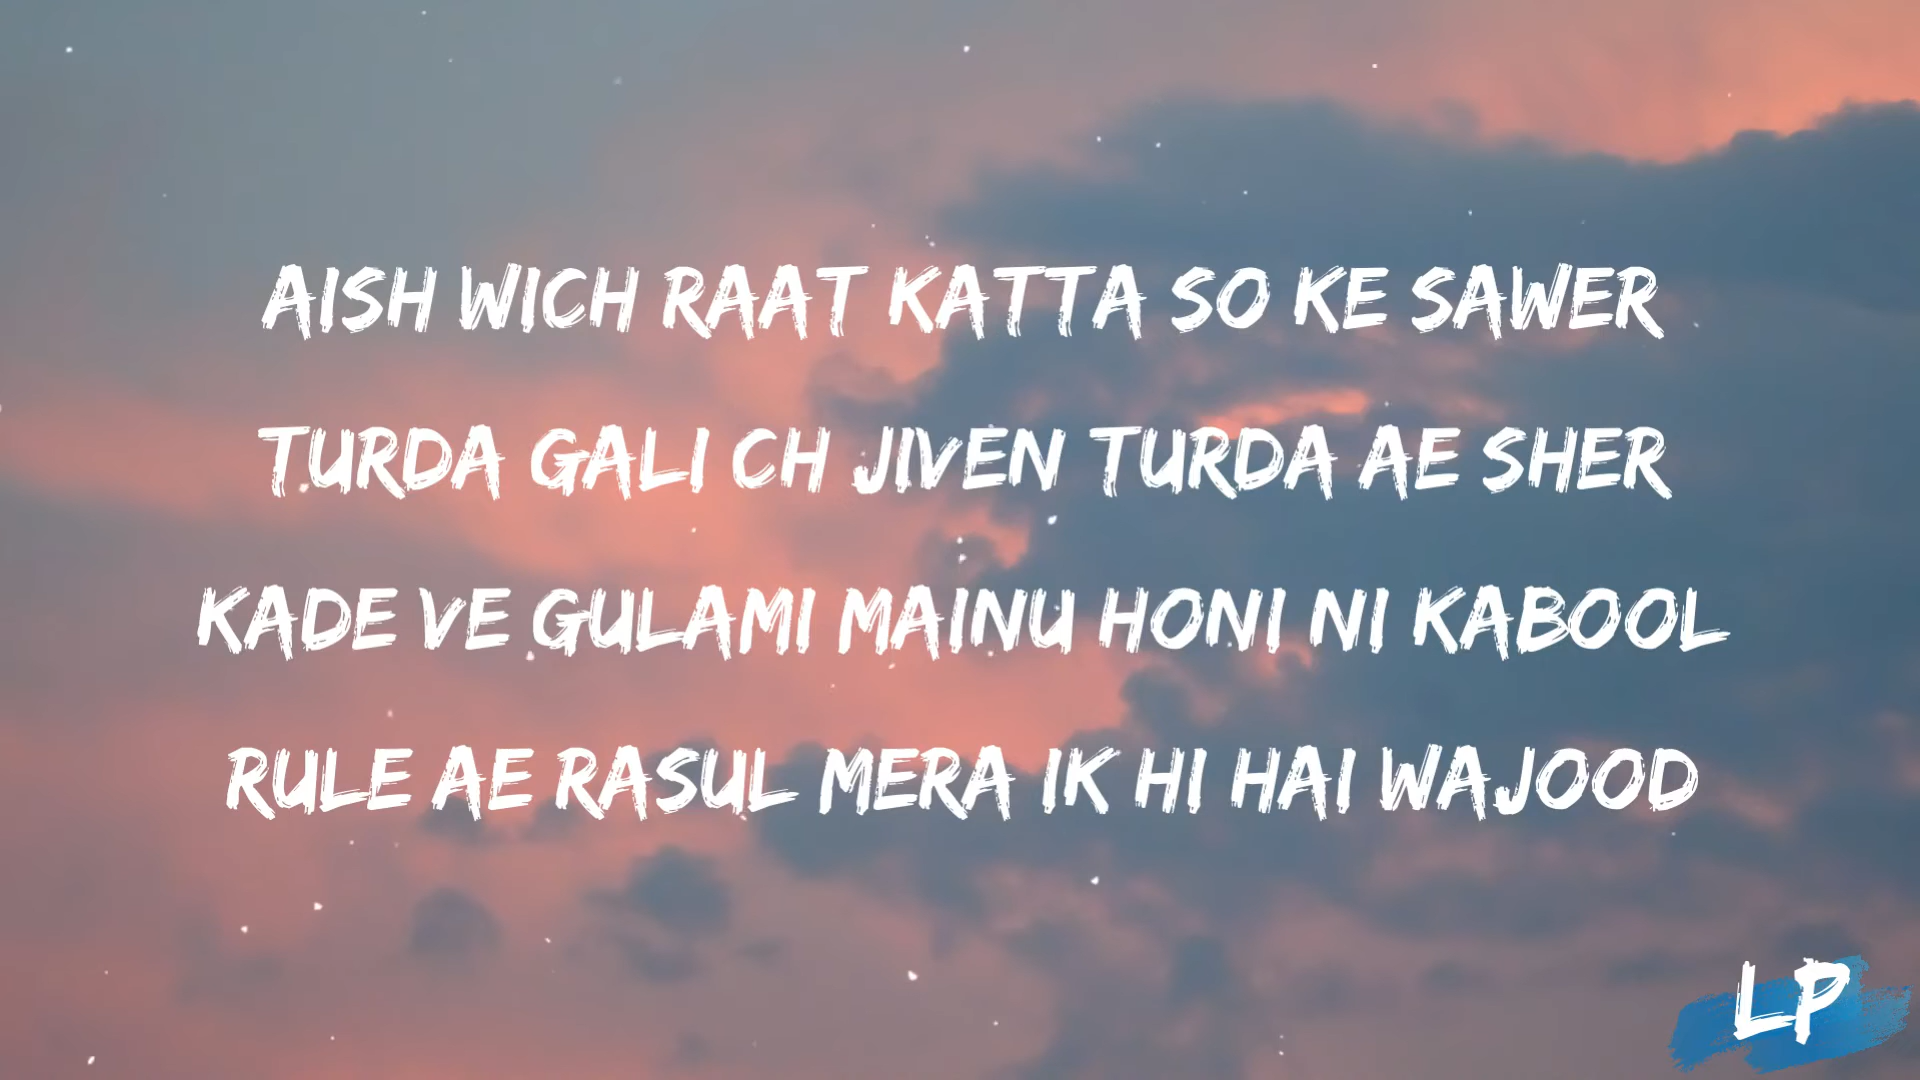 AISH WICH RAAT KATTA SO KE SAWER
TURDA GALI CH JIVEN TURDA AE SHER
KADE VE GULAMI MAINU HONI NI KABOOL
RULE AE RASUL MERA IK HI HAI WAJOOD
LP